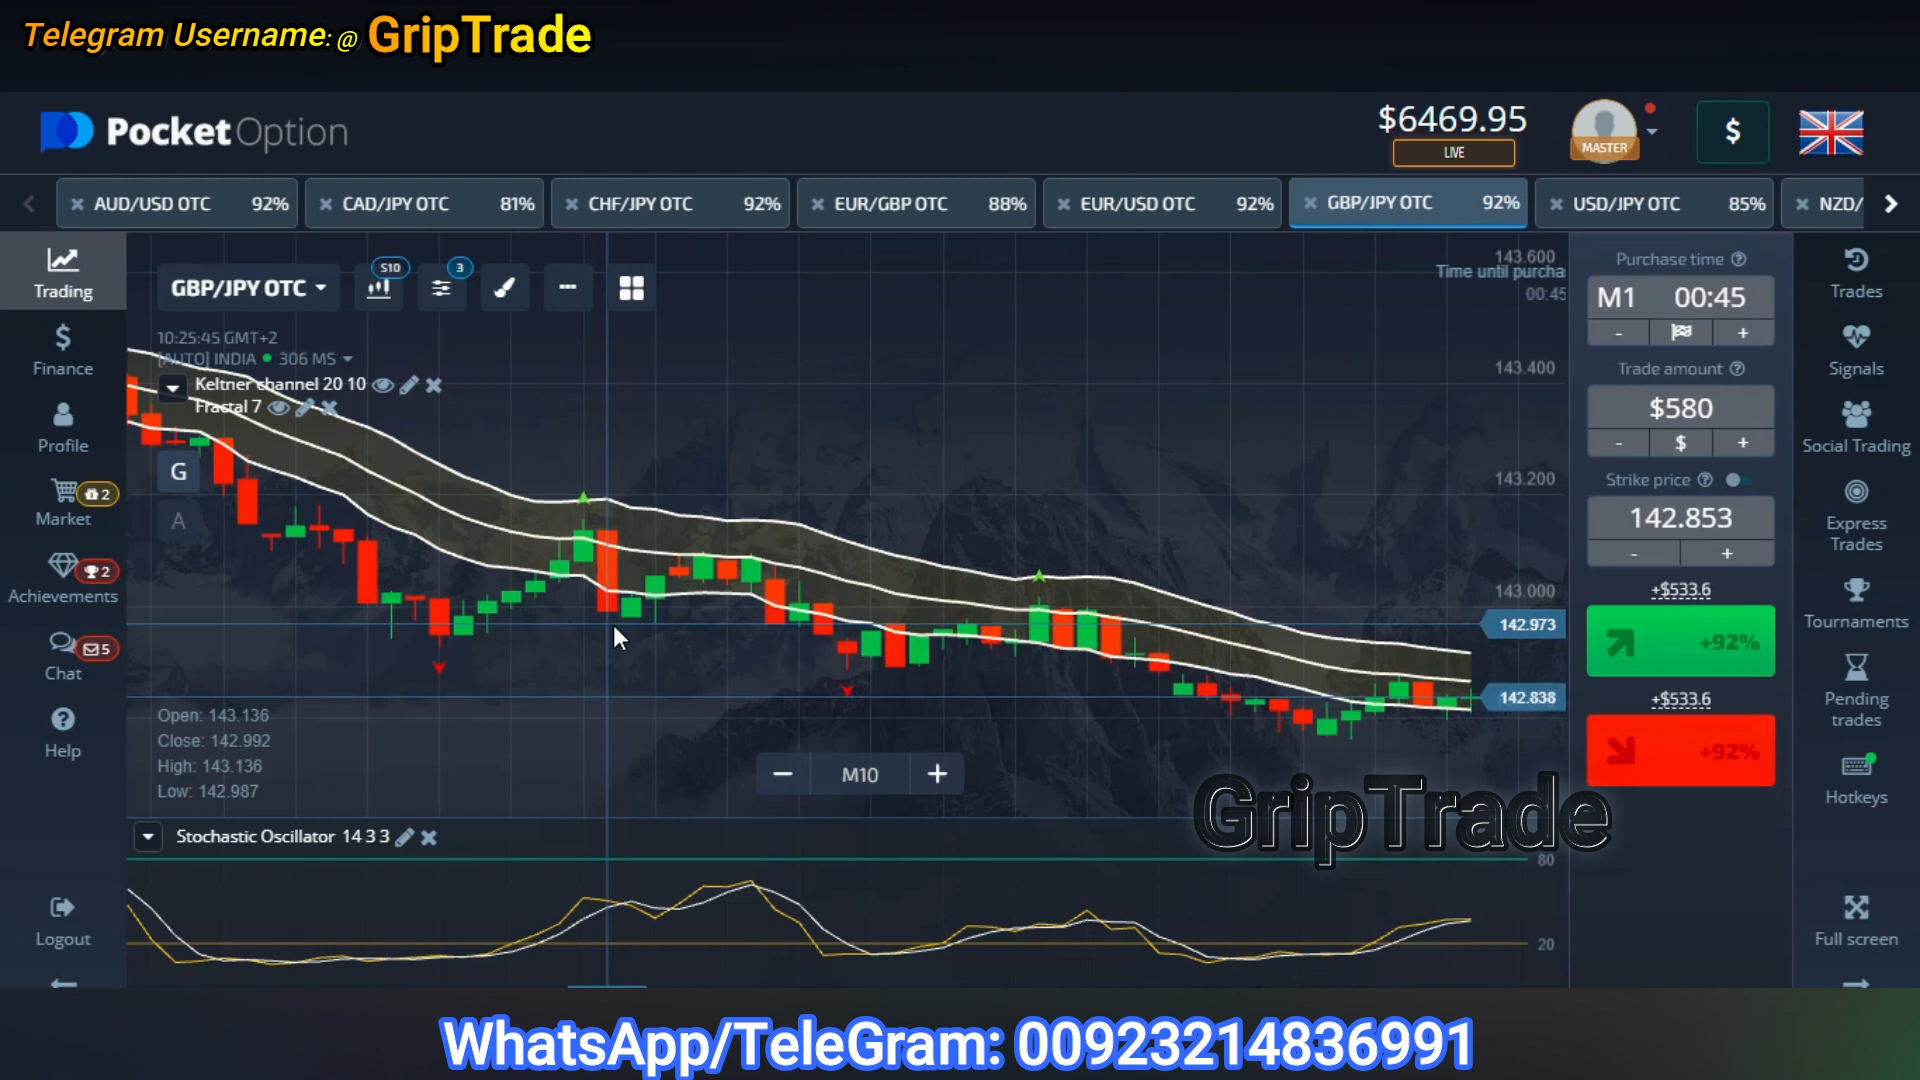 Telegram Username: @ GripTrade
PocketOption
$6469.95
LIVE
MASTER
$
AUD/USD OTC 92%
CAD/JPY OTC 81%
CHF/JPY OTC 92%
EUR/GBP OTC 88%
EUR/USD OTC 92%
GBP/JPY OTC 92%
USD/JPY OTC 85%
NZD/
Trading
Finance
Profile
Market
2
Achievements
2
Chat
5
Help
Logout
GBP/JPY OTC
S10
3
10:25:45 GMT+2
[AUTO] INDIA 306 MS
Keltner channel 20 10
Fractal 7
G
A
Open: 143.136
Close: 142.992
High: 143.136
Low: 142.987
- M10 +
143.600
Time until purcha
00:45
143.400
143.200
143.000
142.973
142.838
Stochastic Oscillator 14 3 3
80
20
GripTrade
Purchase time
M1 00:45
- +
Trade amount
$580
- $ +
Strike price
142.853
- +
+$533.6
+92%
+$533.6
+92%
Trades
Signals
Social Trading
Express
Trades
Tournaments
Pending
trades
Hotkeys
Full screen
WhatsApp/TeleGram: 00923214836991